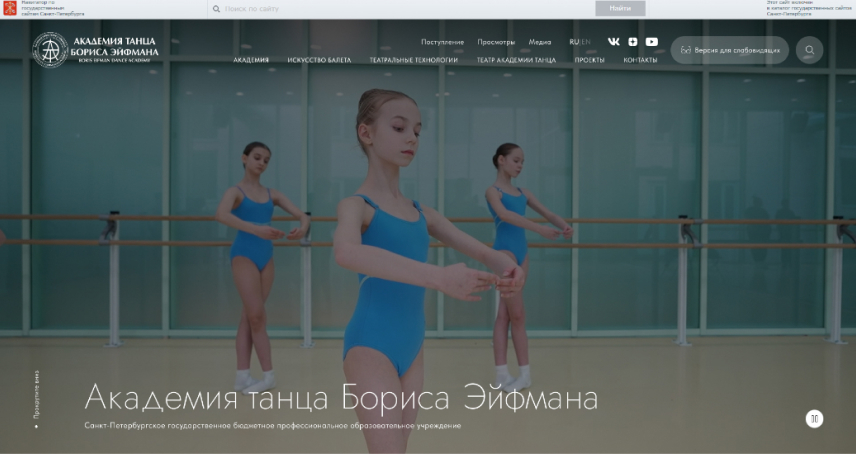 Навигатор по
государственным
сайтам Санкт-Петербурга
Поиск по сайту
Найти
Этот сайт включен
в каталог государственных сайтов
Санкт-Петербурга
АКАДЕМИЯ ТАНЦА
БОРИСА ЭЙФМАНА
BORIS EIFMAN DANCE ACADEMY
Поступление Просмотры Медиа RU EN
Версия для слабовидящих
АКАДЕМИЯ ИСКУССТВО БАЛЕТА ТЕАТРАЛЬНЫЕ ТЕХНОЛОГИИ ТЕАТР АКАДЕМИИ ТАНЦА ПРОЕКТЫ КОНТАКТЫ
Прокрутите вниз
Академия танца Бориса Эйфмана
Санкт-Петербургское государственное бюджетное профессиональное образовательное учреждение